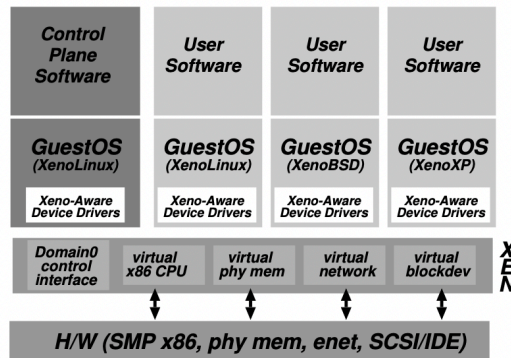 Control
Plane
Software
User
Software
User
Software
User
Software
GuestOS
(XenoLinux)
Xeno-Aware
Device Drivers
GuestOS
(XenoLinux)
Xeno-Aware
Device Drivers
GuestOS
(XenoBSD)
Xeno-Aware
Device Drivers
GuestOS
(XenoXP)
Xeno-Aware
Device Drivers
Domain0
control
interface
virtual
x86 CPU
virtual
phy mem
virtual
network
virtual
blockdev
X
E
N
H/W (SMP x86, phy mem, enet, SCSI/IDE)